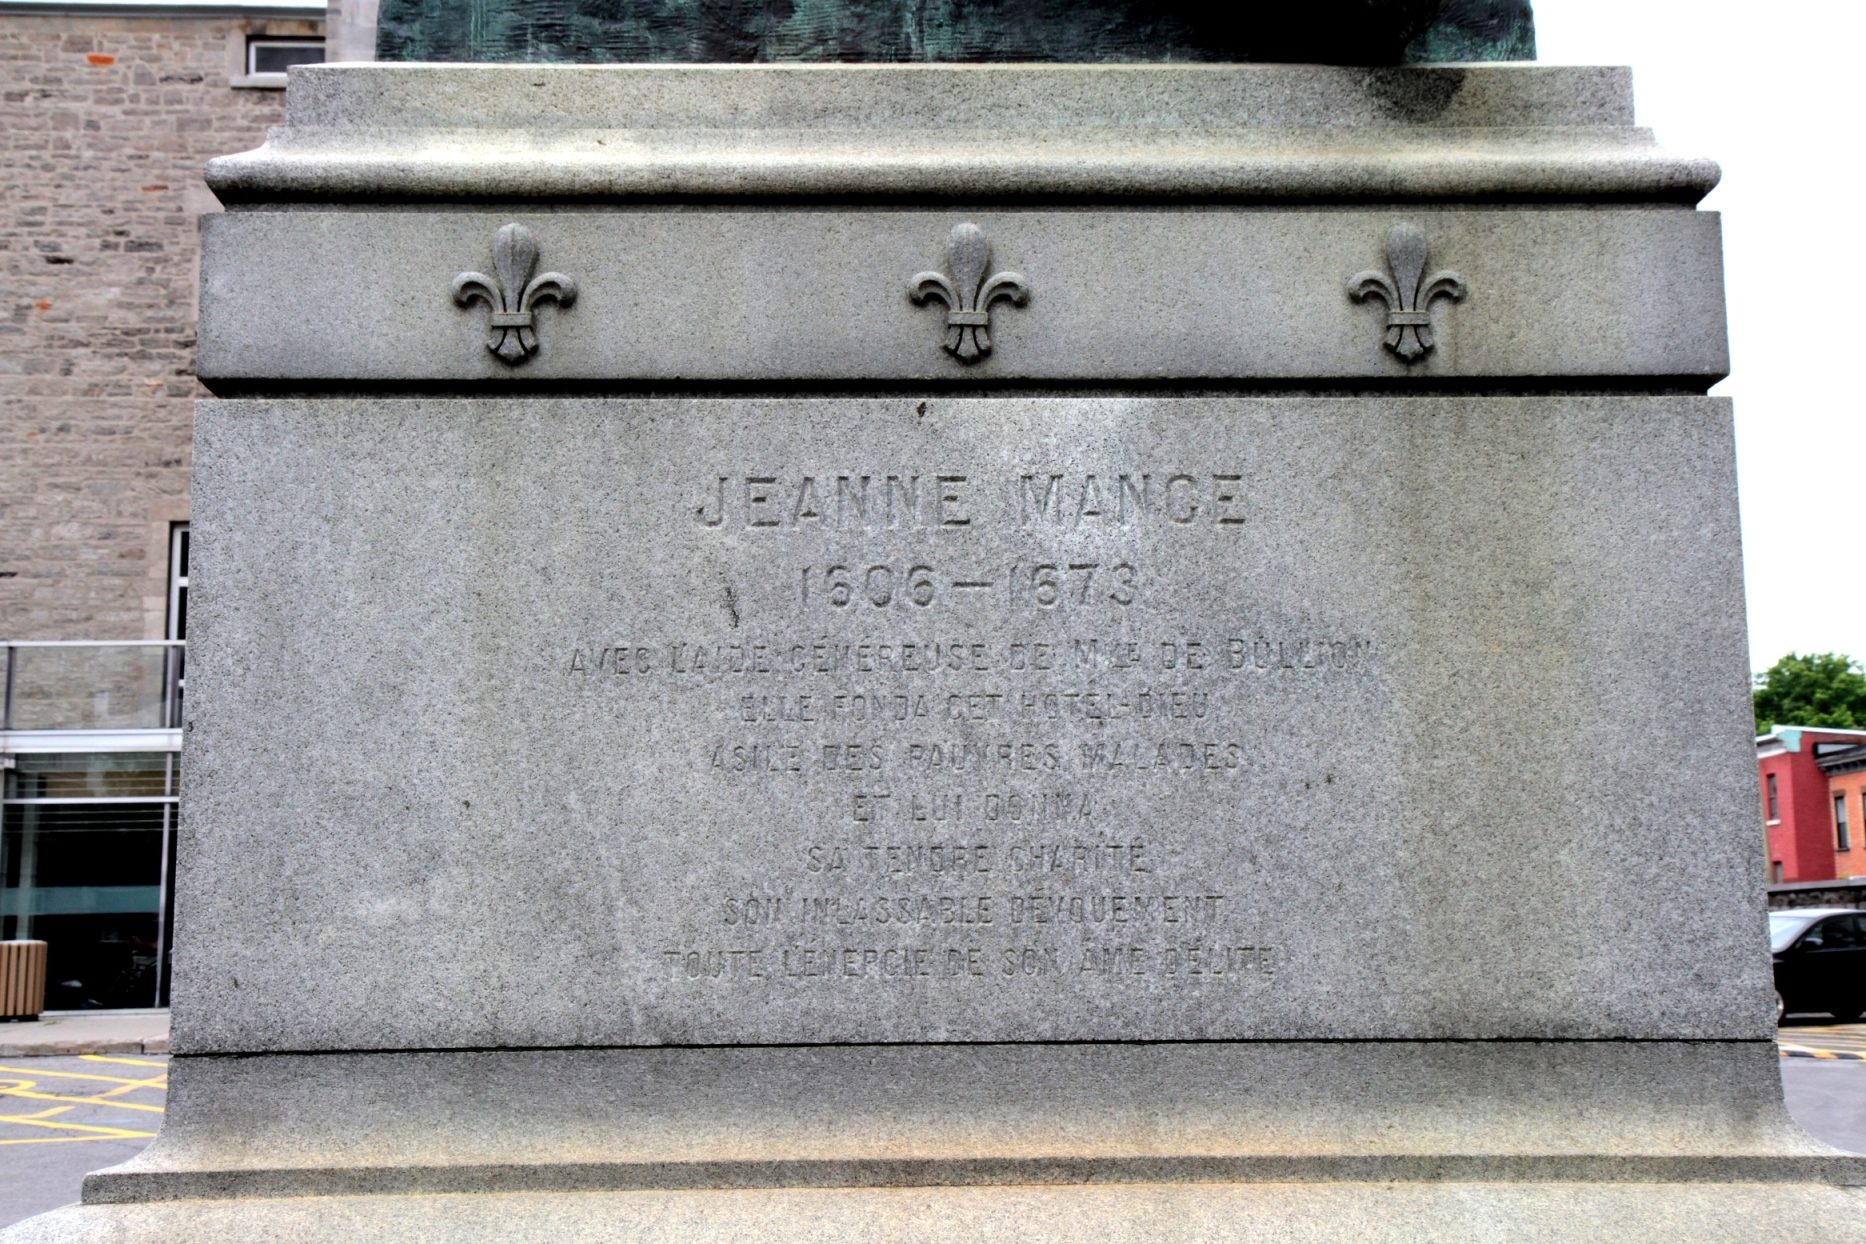 JEANNE MANCE
1606–1673
AVEC L'AIDE GÉNÉREUSE DE MME DE BULLION
ELLE FONDA CET HÔTEL-DIEU
ASILE DES PAUVRES MALADES
ET LUI DONNA
SA TENDRE CHARITÉ
SON INLASSABLE DÉVOUEMENT
TOUTE L'ÉNERGIE DE SON ÂME D'ÉLITE